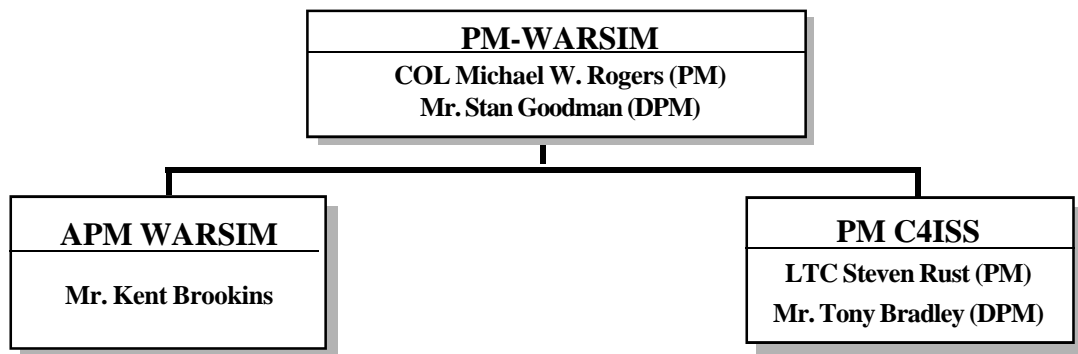 PM-WARSIM
COL Michael W. Rogers (PM)
Mr. Stan Goodman (DPM)
APM WARSIM
Mr. Kent Brookins
PM C4ISS
LTC Steven Rust (PM)
Mr. Tony Bradley (DPM)